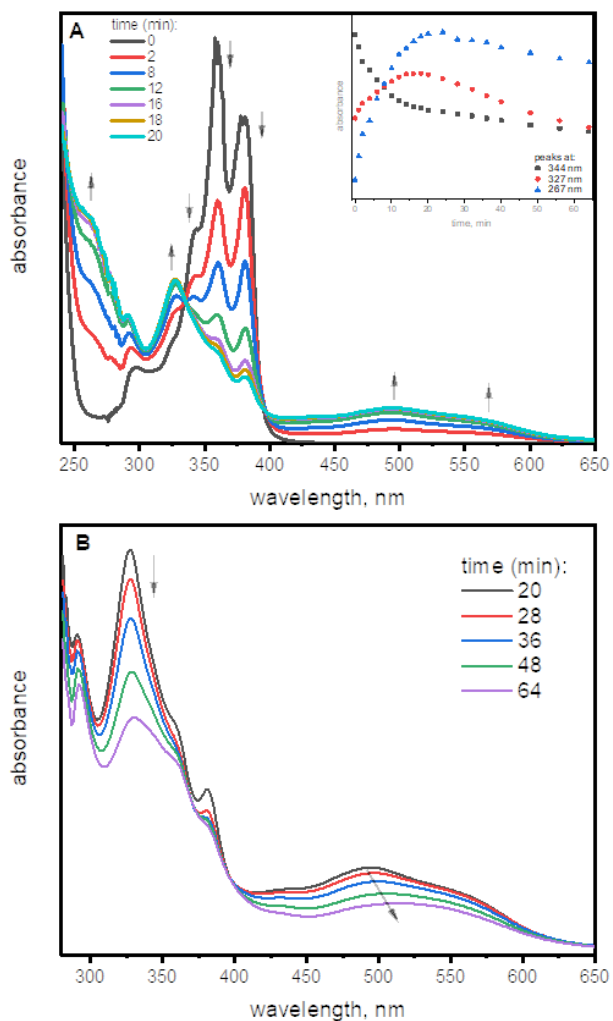 A
time (min):
0
2
8
12
16
18
20
absorbance
peaks at:
344 nm
327 nm
267 nm
0 10 20 30 40 50 60
time, min
absorbance
250 300 350 400 450 500 550 600 650
wavelength, nm
B
time (min):
20
28
36
48
64
absorbance
300 350 400 450 500 550 600 650
wavelength, nm